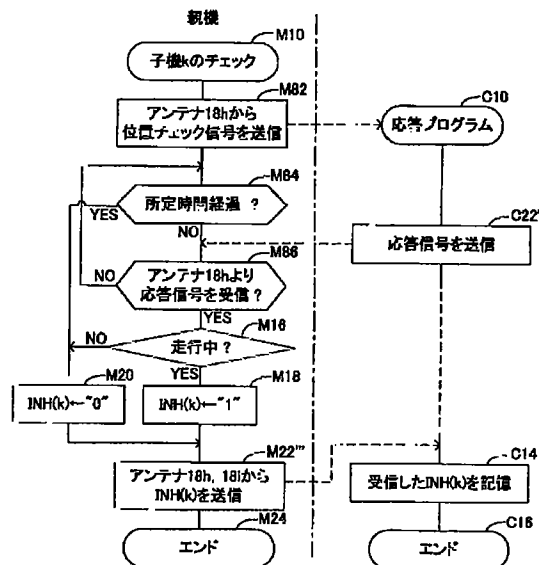 親機
M10
子機kのチェック
M82
アンテナ18hから
位置チェック信号を送信
C10
応答プログラム
M84
所定時間経過 ?
YES
NO
C22"
応答信号を送信
M86
アンテナ18hより
応答信号を受信?
NO
YES
M16
走行中?
NO
YES
M20
INH(k)←"0"
M18
INH(k)←"1"
M22'''
アンテナ18h, 18iから
INH(k)を送信
C14
受信したINH(k)を記憶
M24
エンド
C16
エンド